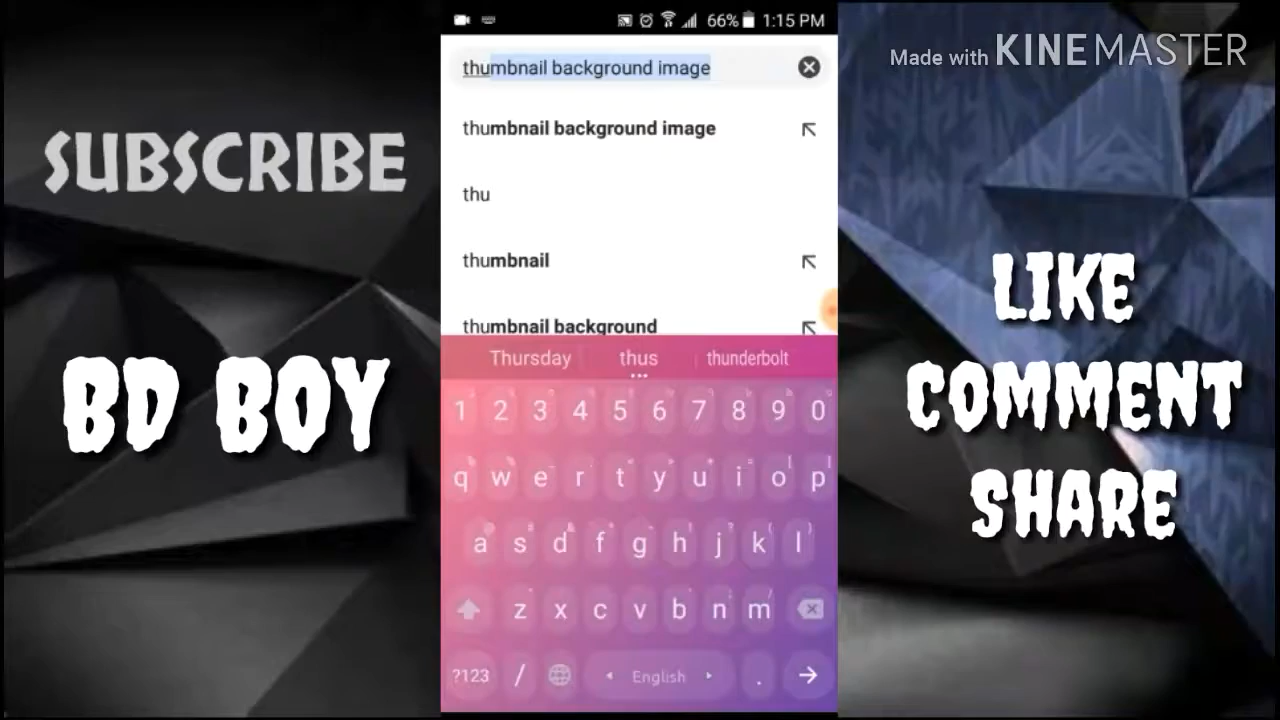 66% 1:15 PM
Made with KINEMASTER
thumbnail background image
thumbnail background image
thu
thumbnail
thumbnail background
Thursday thus thunderbolt
1 2 3 4 5 6 7 8 9 0
q w e r t y u i o p
a s d f g h j k l
z x c v b n m
?123 / English .
SUBSCRIBE
BD BOY
LIKE
COMMENT
SHARE